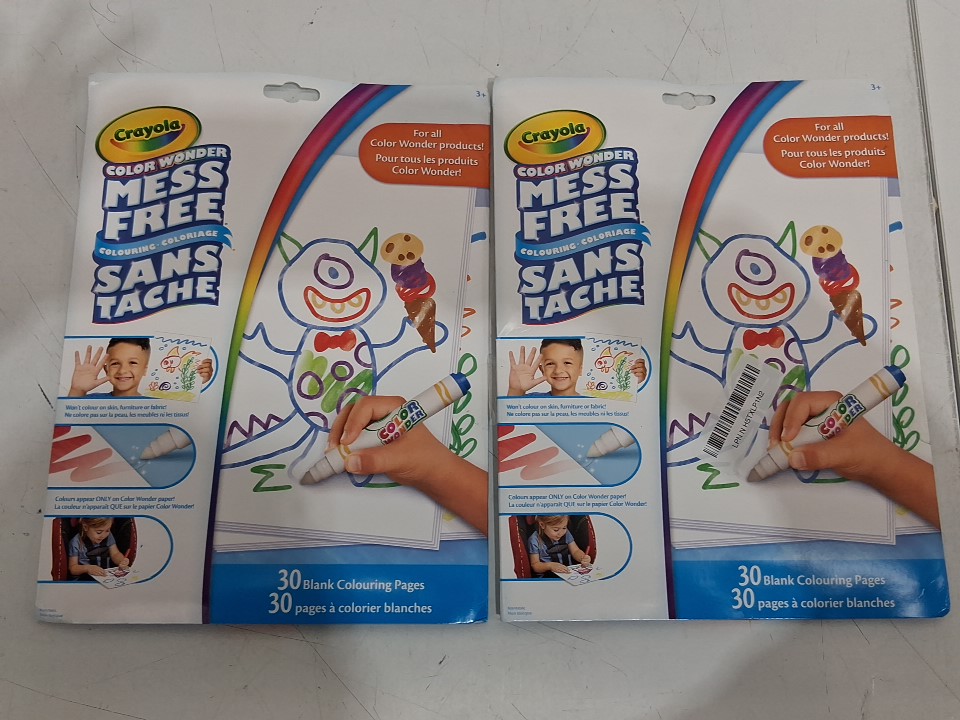 Crayola
COLOR WONDER
MESS
FREE
COLOURING · COLORIAGE
SANS
TACHE
3+
For all
Color Wonder products!
Pour tous les produits
Color Wonder!
Won't colour on skin, furniture or fabric!
Ne colore pas sur la peau, les meubles ni les tissus!
Colours appear ONLY on Color Wonder paper!
La couleur n'apparaît QUE sur le papier Color Wonder!
COLOR
WONDER
30 Blank Colouring Pages
30 pages à colorier blanches
Crayola
COLOR WONDER
MESS
FREE
COLOURING · COLORIAGE
SANS
TACHE
3+
For all
Color Wonder products!
Pour tous les produits
Color Wonder!
Won't colour on skin, furniture or fabric!
Ne colore pas sur la peau, les meubles ni les tissus!
Colours appear ONLY on Color Wonder paper!
La couleur n'apparaît QUE sur le papier Color Wonder!
COLOR
WONDER
30 Blank Colouring Pages
30 pages à colorier blanches